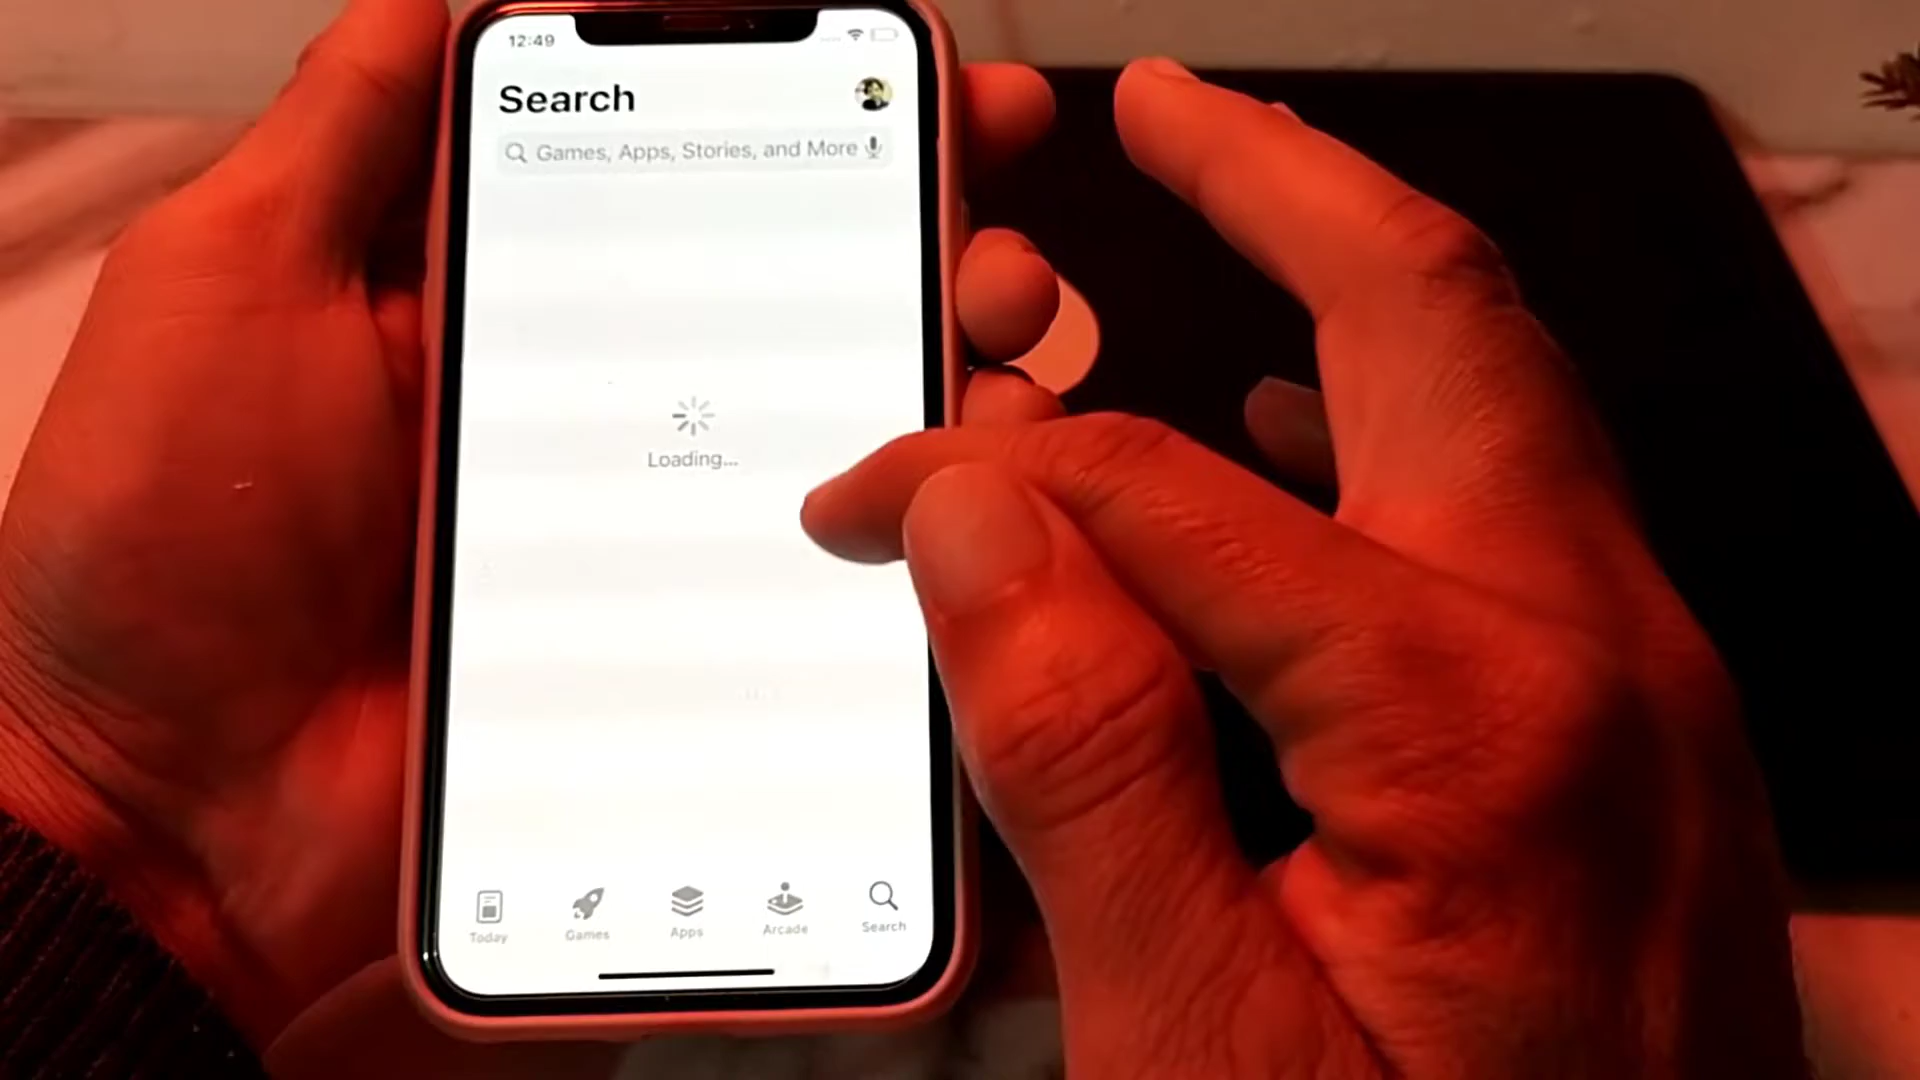 12:49
Search
Games, Apps, Stories, and More
Loading...
Today
Games
Apps
Arcade
Search